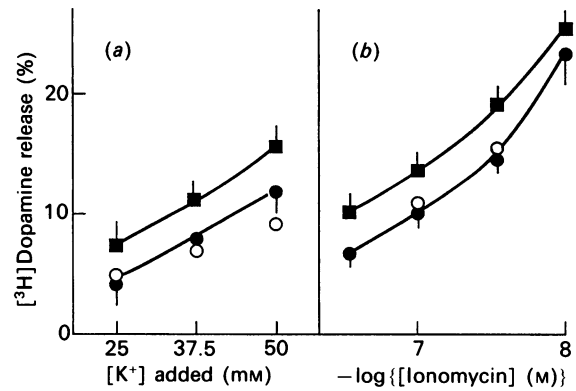 (a)
(b)
20
10
0
[³H]Dopamine release (%)
25 37.5 50
7 8
[K⁺] added (mM)
−log{[Ionomycin] (M)}